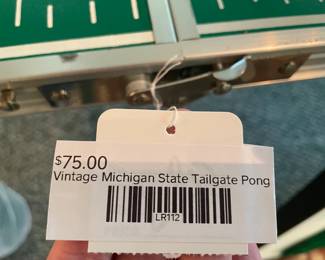 $75.00
Vintage Michigan State Tailgate Pong
LR112